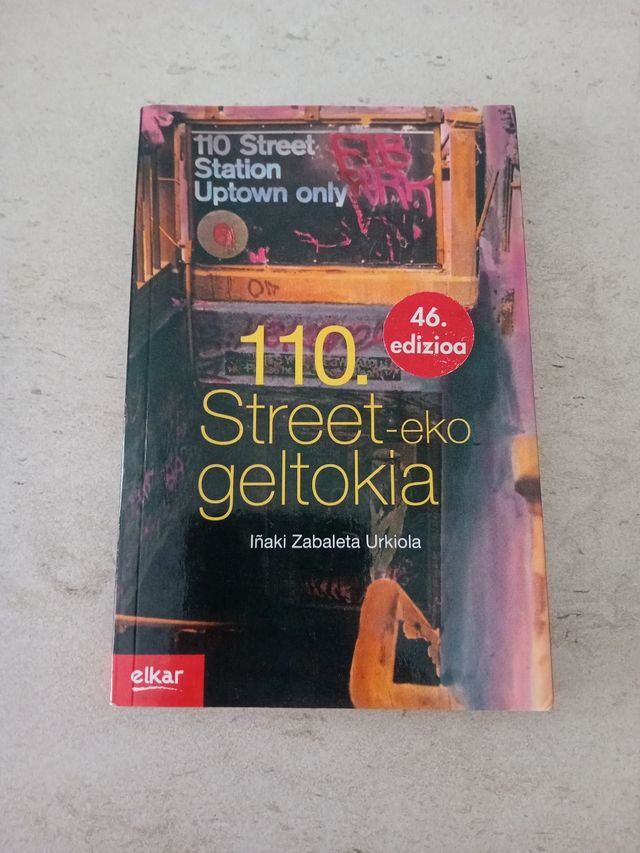 110 Street
Station
Uptown only
46.
edizioa
110.
Street-eko
geltokia
Iñaki Zabaleta Urkiola
elkar